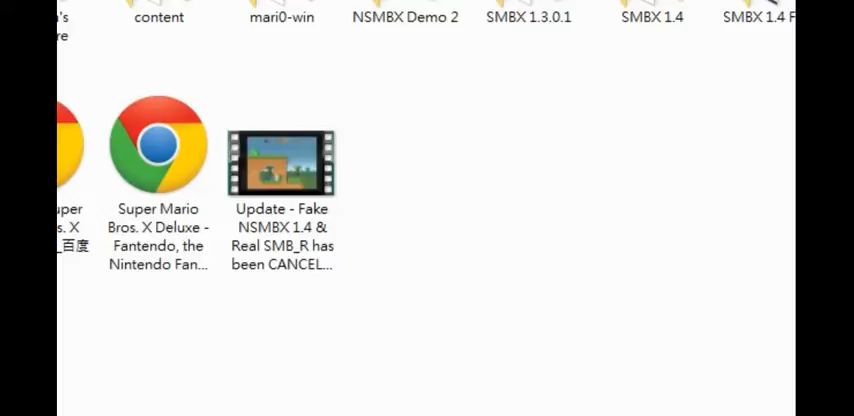 's
re
content
mari0-win
NSMBX Demo 2
SMBX 1.3.0.1
SMBX 1.4
SMBX 1.4 F
uper
s. X
_百度
Super Mario
Bros. X Deluxe -
Fantendo, the
Nintendo Fan...
Update - Fake
NSMBX 1.4 &
Real SMB_R has
been CANCEL...